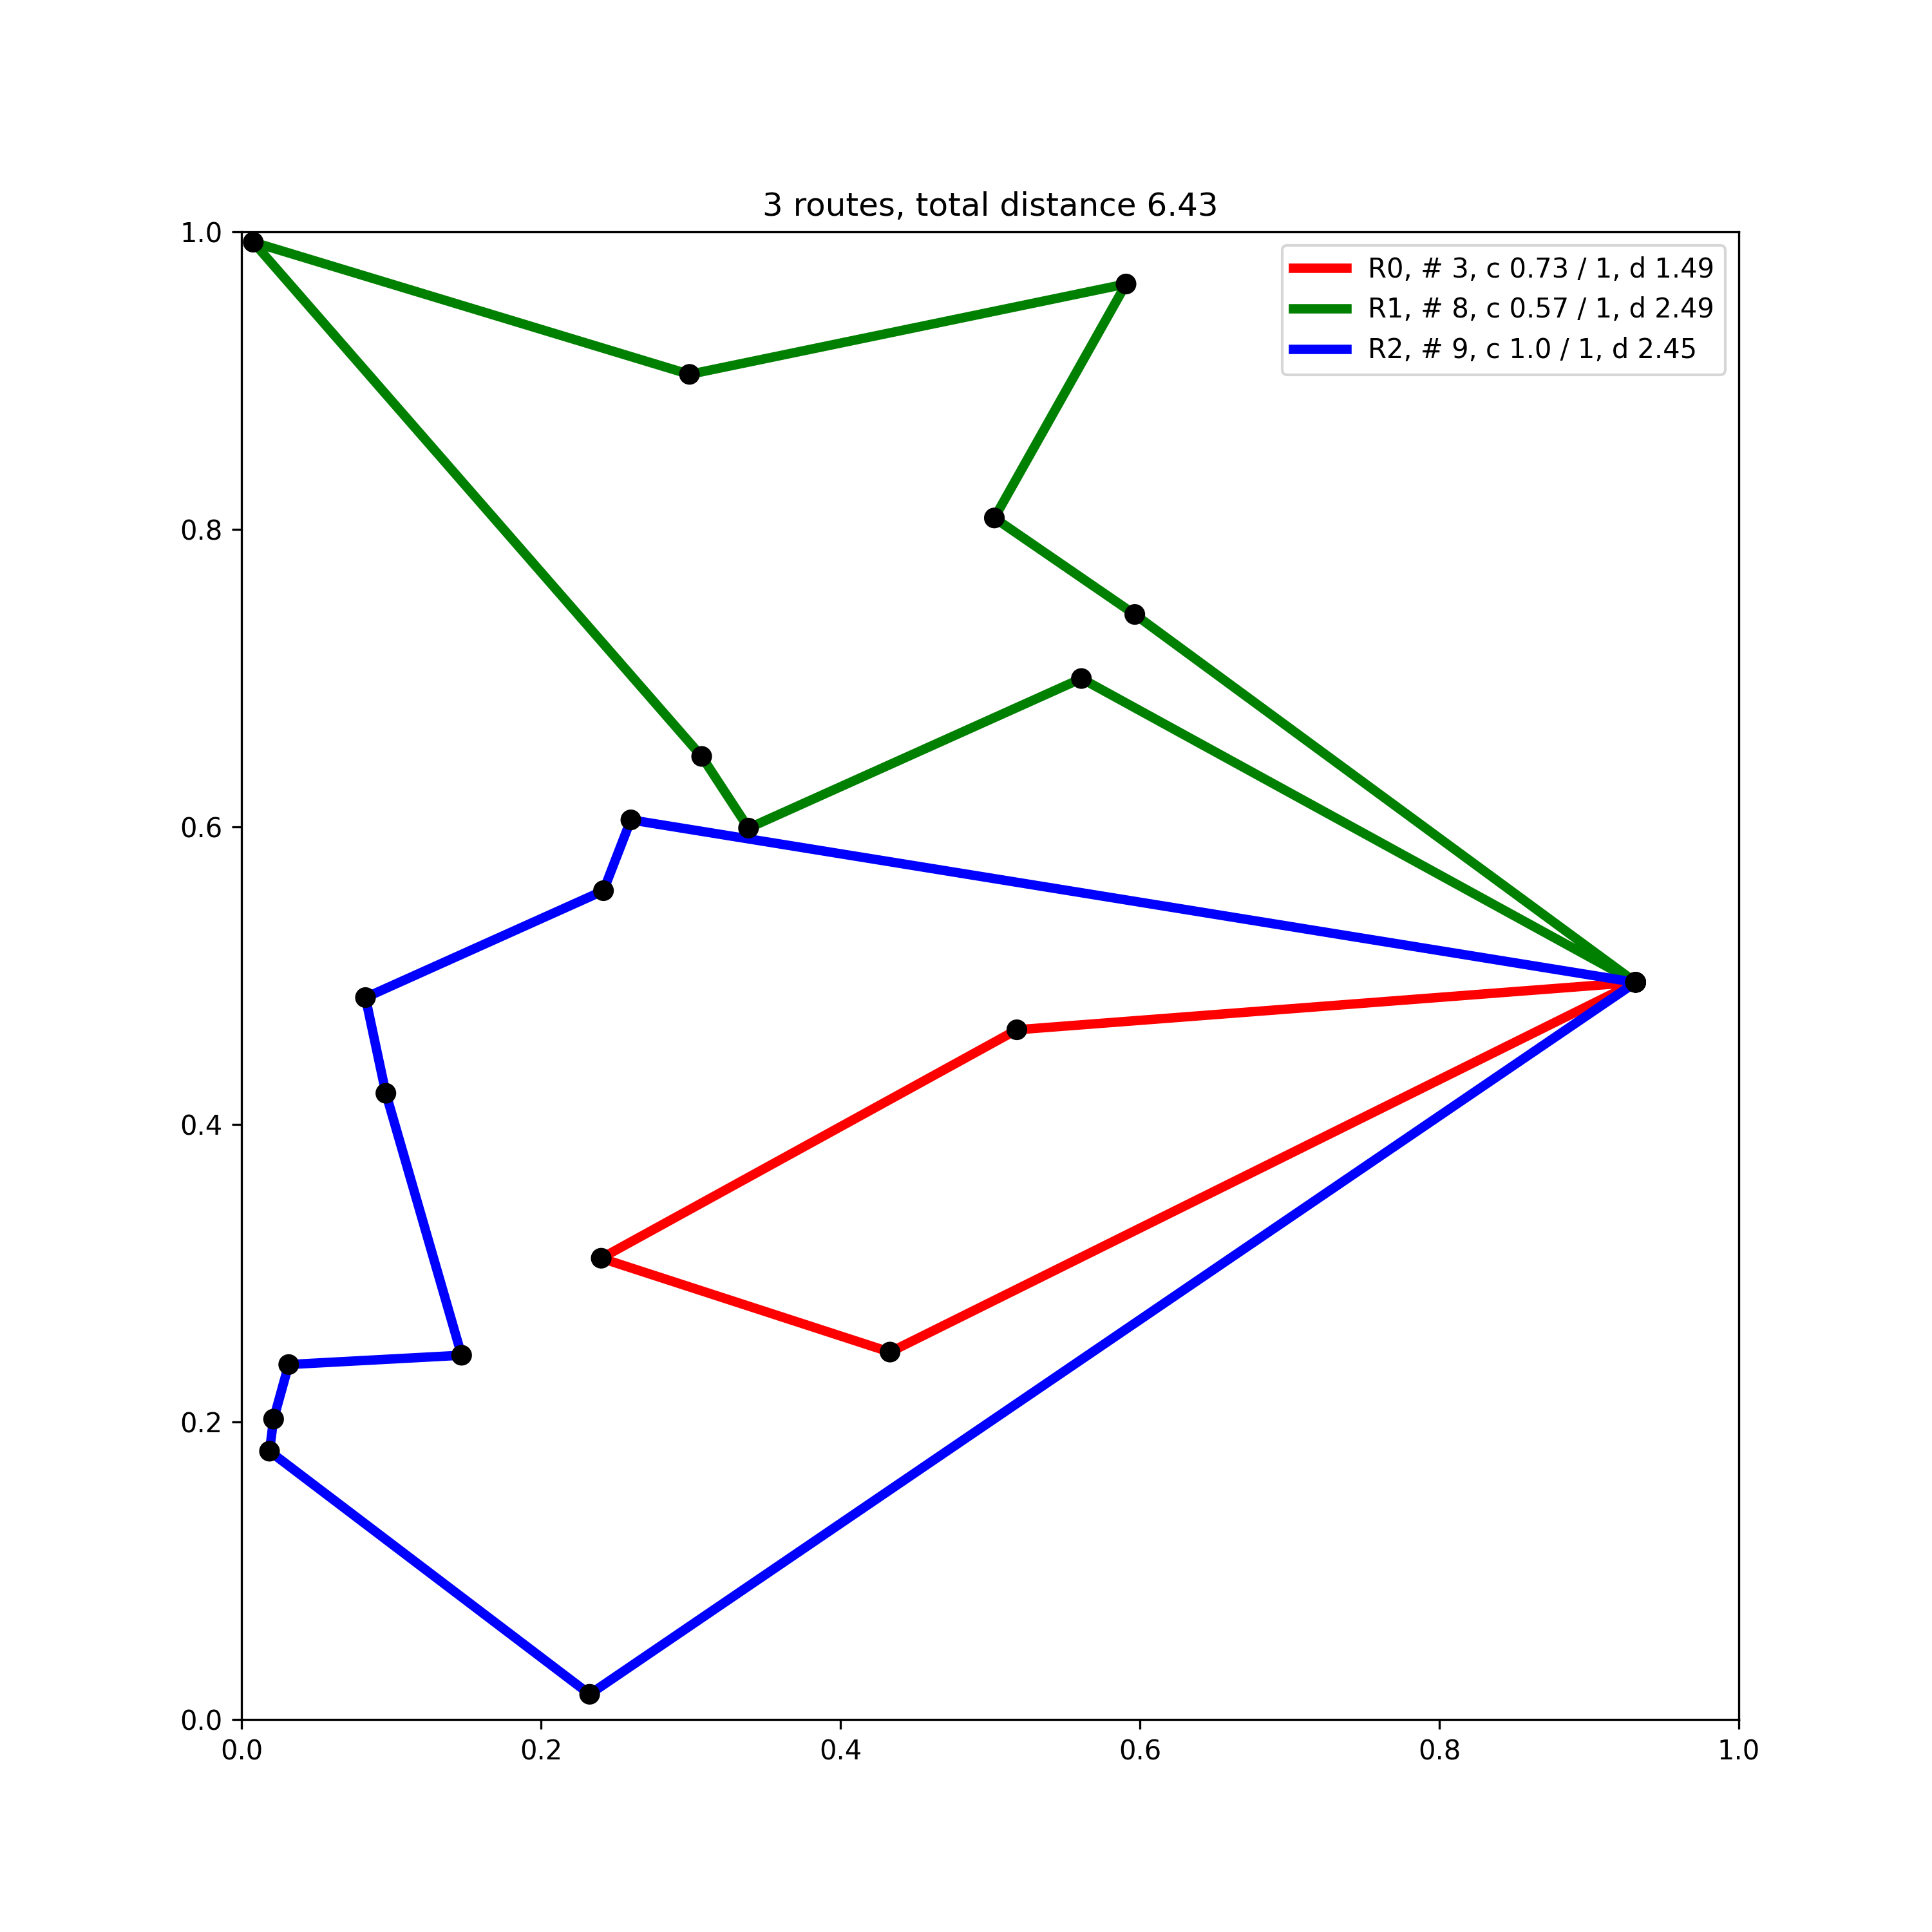 3 routes, total distance 6.43
R0, # 3, c 0.73 / 1, d 1.49
R1, # 8, c 0.57 / 1, d 2.49
R2, # 9, c 1.0 / 1, d 2.45
1.0
0.8
0.6
0.4
0.2
0.0
0.0 0.2 0.4 0.6 0.8 1.0